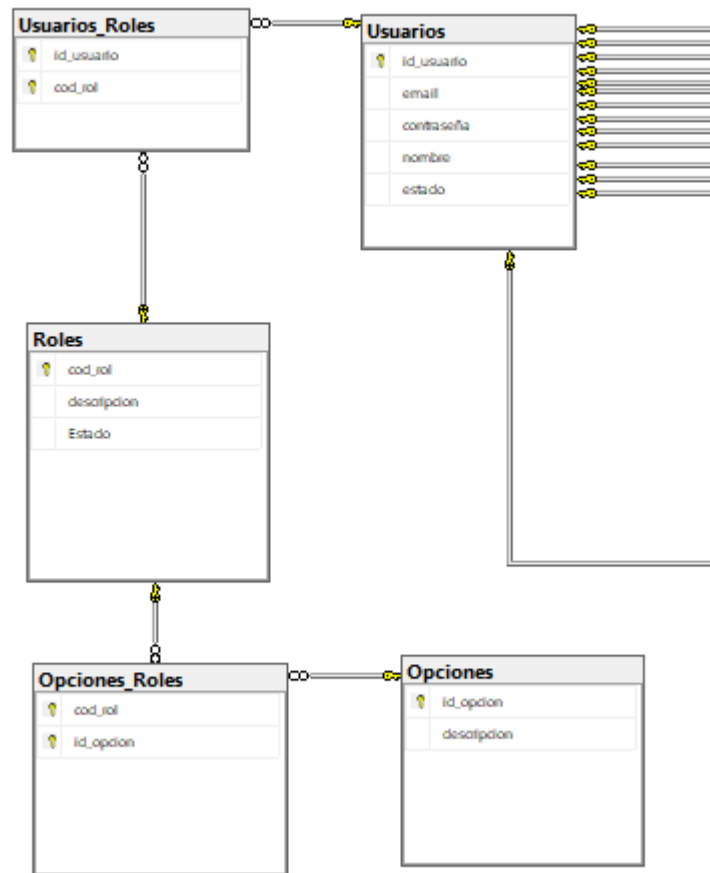 Usuarios_Roles
id_usuario
cod_rol
Usuarios
id_usuario
email
contraseña
nombre
estado
Roles
cod_rol
descripcion
Estado
Opciones_Roles
cod_rol
id_opcion
Opciones
id_opcion
descripcion